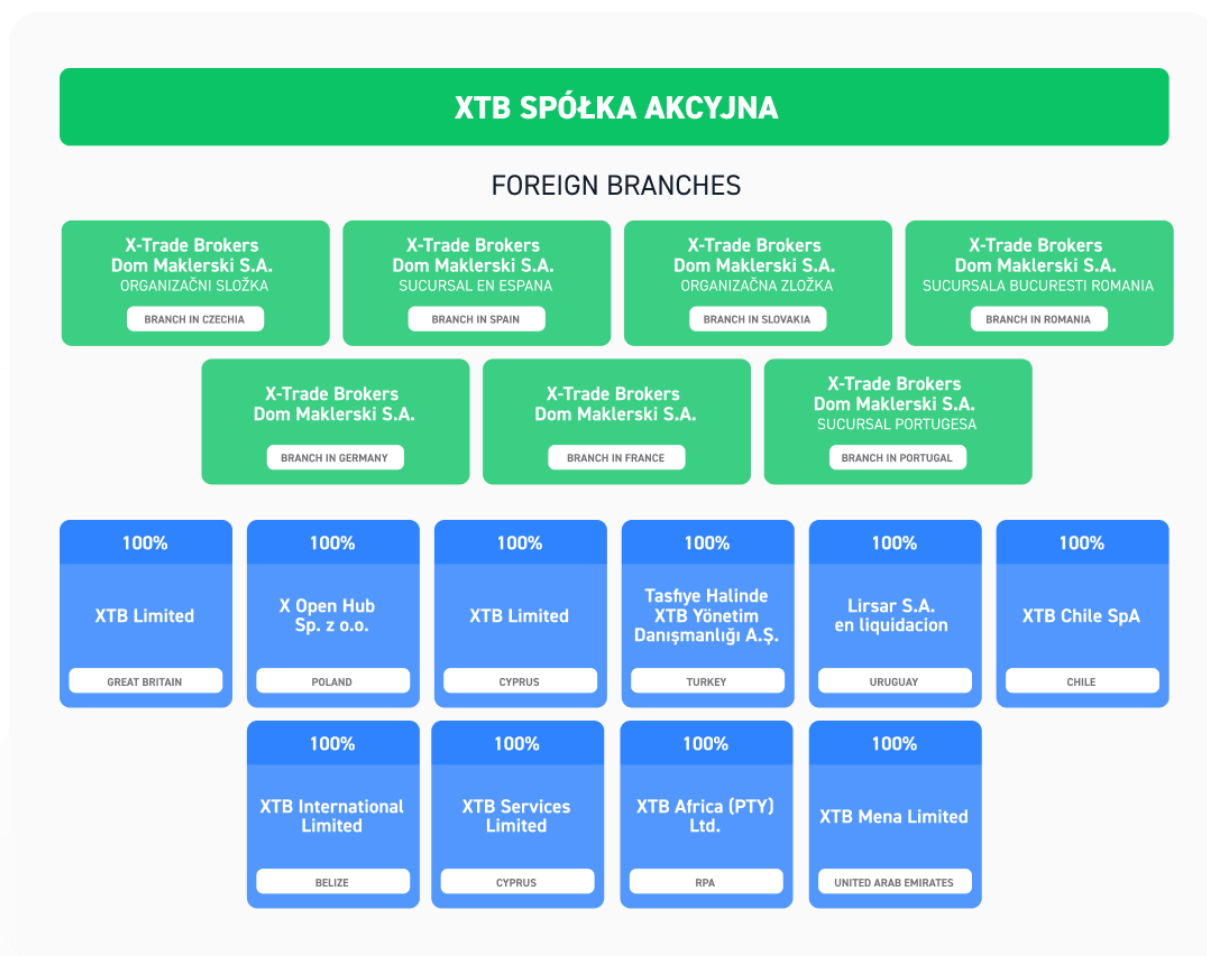 XTB SPÓŁKA AKCYJNA
FOREIGN BRANCHES
X-Trade Brokers
Dom Maklerski S.A.
ORGANIZAČNI SLOŽKA
BRANCH IN CZECHIA
X-Trade Brokers
Dom Maklerski S.A.
SUCURSAL EN ESPANA
BRANCH IN SPAIN
X-Trade Brokers
Dom Maklerski S.A.
ORGANIZAČNA ZLOŽKA
BRANCH IN SLOVAKIA
X-Trade Brokers
Dom Maklerski S.A.
SUCURSALA BUCURESTI ROMANIA
BRANCH IN ROMANIA
X-Trade Brokers
Dom Maklerski S.A.
BRANCH IN GERMANY
X-Trade Brokers
Dom Maklerski S.A.
BRANCH IN FRANCE
X-Trade Brokers
Dom Maklerski S.A.
SUCURSAL PORTUGESA
BRANCH IN PORTUGAL
100%
XTB Limited
GREAT BRITAIN
100%
X Open Hub
Sp. z o.o.
POLAND
100%
XTB Limited
CYPRUS
100%
Tasfiye Halinde
XTB Yönetim
Danışmanlığı A.Ş.
TURKEY
100%
Lirsar S.A.
en liquidacion
URUGUAY
100%
XTB Chile SpA
CHILE
100%
XTB International
Limited
BELIZE
100%
XTB Services
Limited
CYPRUS
100%
XTB Africa (PTY)
Ltd.
RPA
100%
XTB Mena Limited
UNITED ARAB EMIRATES